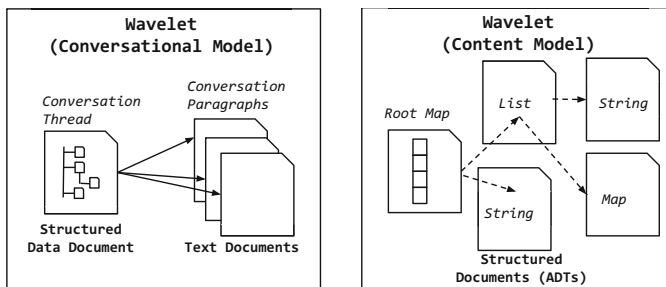 Wavelet
(Conversational Model)
Conversation
Thread
Conversation
Paragraphs
Structured
Data Document
Text Documents
Wavelet
(Content Model)
Root Map
List
String
String
Map
Structured
Documents (ADTs)